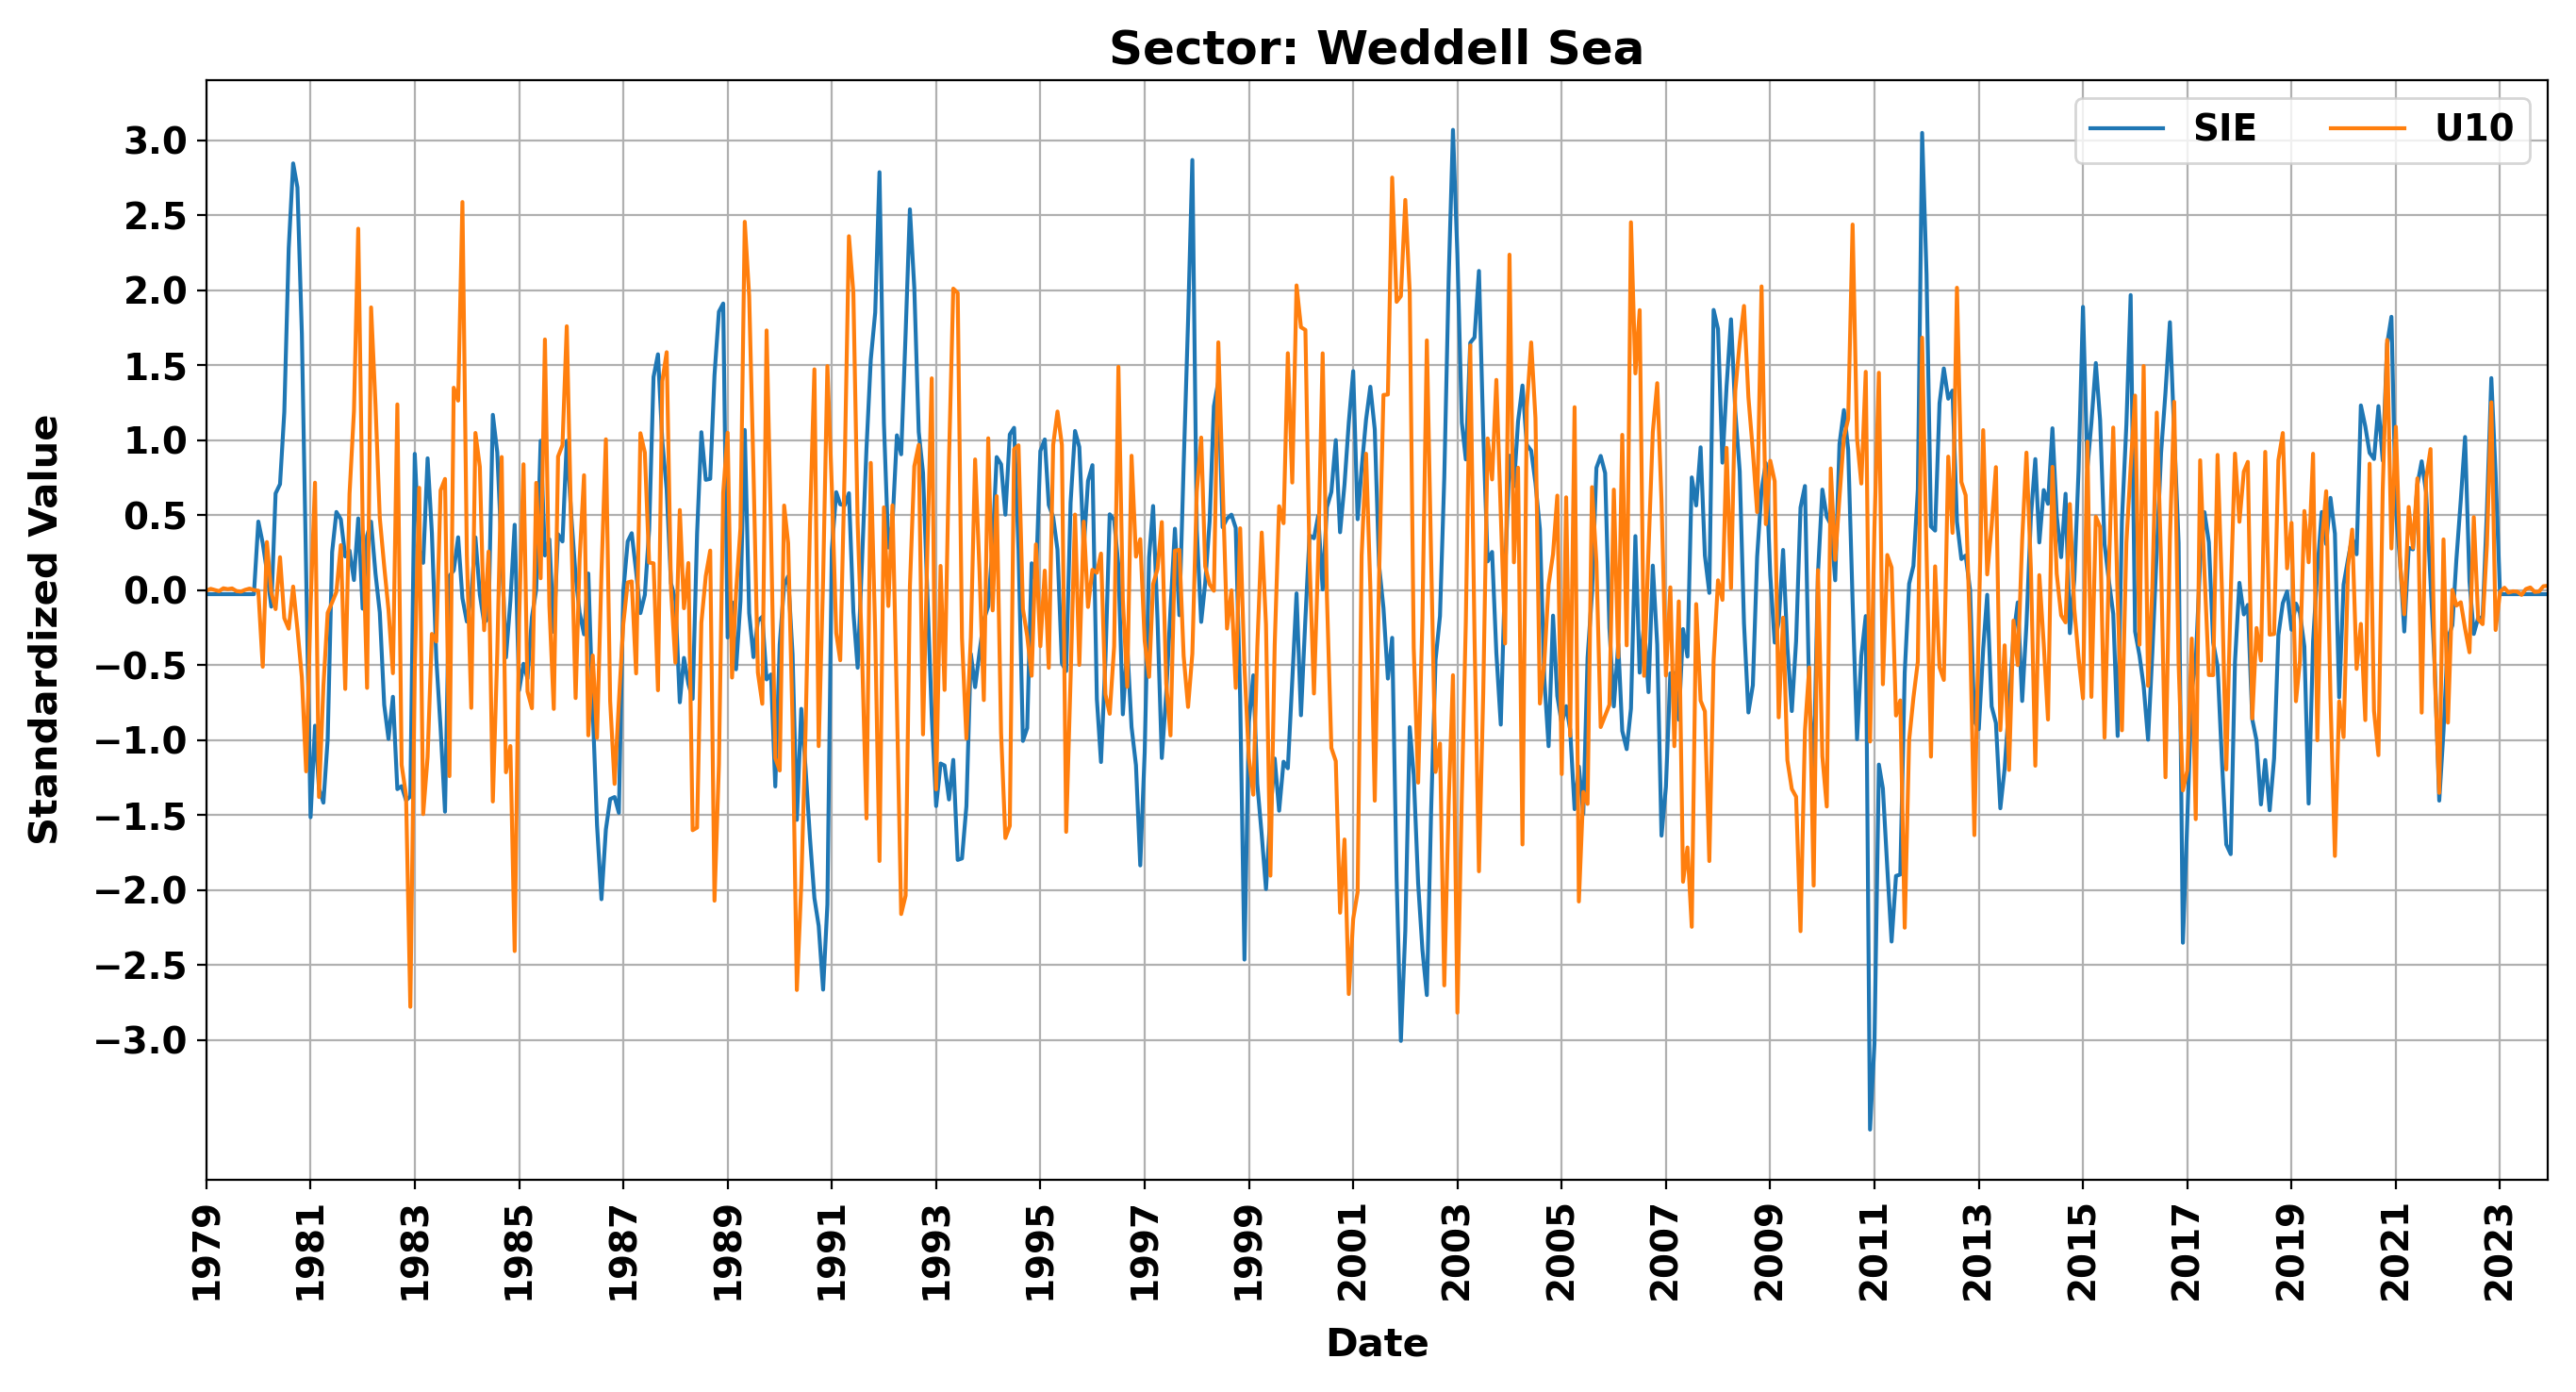 Sector: Weddell Sea
SIE U10
Standardized Value
3.0
2.5
2.0
1.5
1.0
0.5
0.0
−0.5
−1.0
−1.5
−2.0
−2.5
−3.0
1979 1981 1983 1985 1987 1989 1991 1993 1995 1997 1999 2001 2003 2005 2007 2009 2011 2013 2015 2017 2019 2021 2023
Date